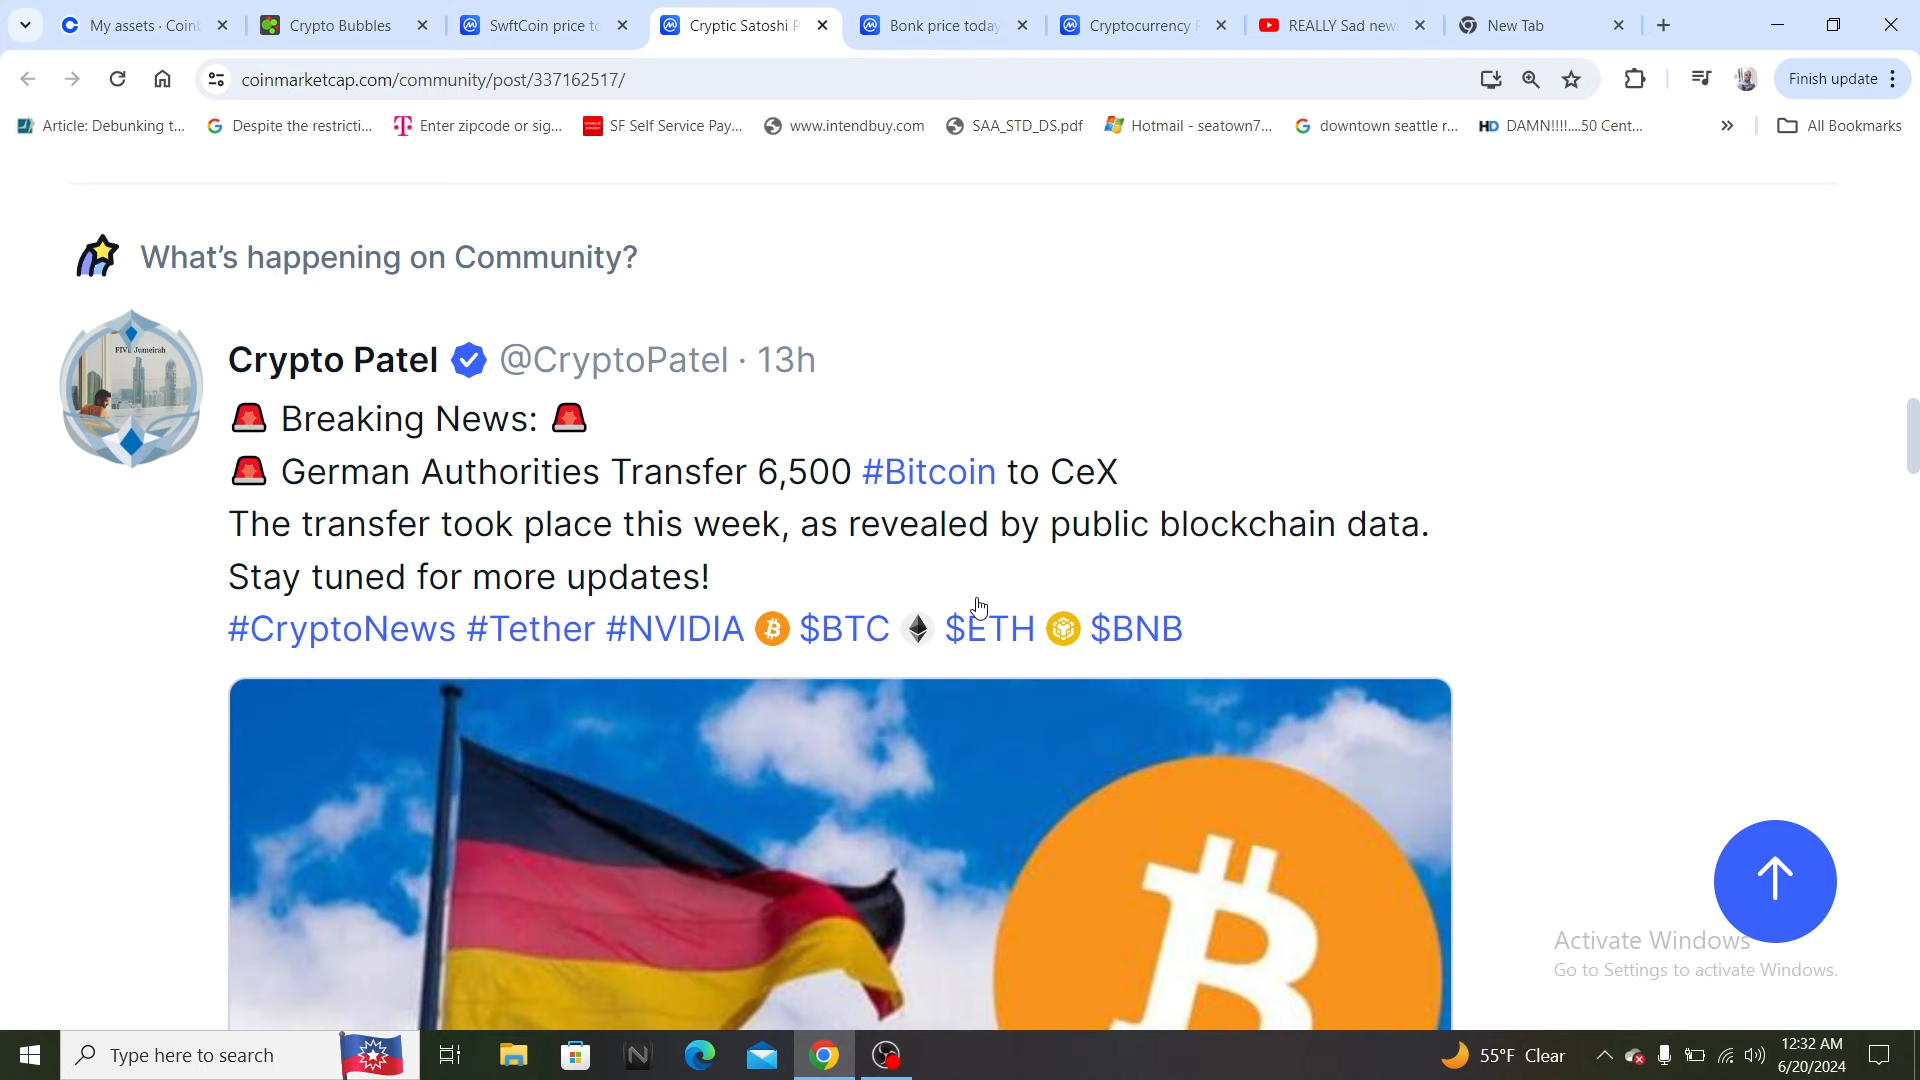 My assets · Coinb
Crypto Bubbles
SwftCoin price to
Cryptic Satoshi P
Bonk price today
Cryptocurrency P
REALLY Sad new
New Tab
coinmarketcap.com/community/post/337162517/
Finish update
Article: Debunking t...
Despite the restricti...
Enter zipcode or sig...
SF Self Service Pay...
www.intendbuy.com
SAA_STD_DS.pdf
Hotmail - seatown7...
downtown seattle r...
HD DAMN!!!!....50 Cent...
All Bookmarks
What's happening on Community?
FIVE Jumeirah
Crypto Patel @CryptoPatel · 13h
🚨 Breaking News: 🚨
🚨 German Authorities Transfer 6,500 #Bitcoin to CeX
The transfer took place this week, as revealed by public blockchain data.
Stay tuned for more updates!
#CryptoNews #Tether #NVIDIA $BTC $ETH $BNB
Activate Windows
Go to Settings to activate Windows.
Type here to search
55°F Clear
12:32 AM
6/20/2024